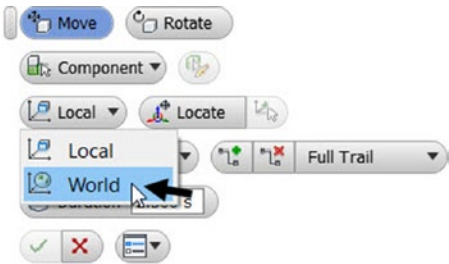 Move Rotate
Component
Local Locate
Local
Full Trail
World
Duration